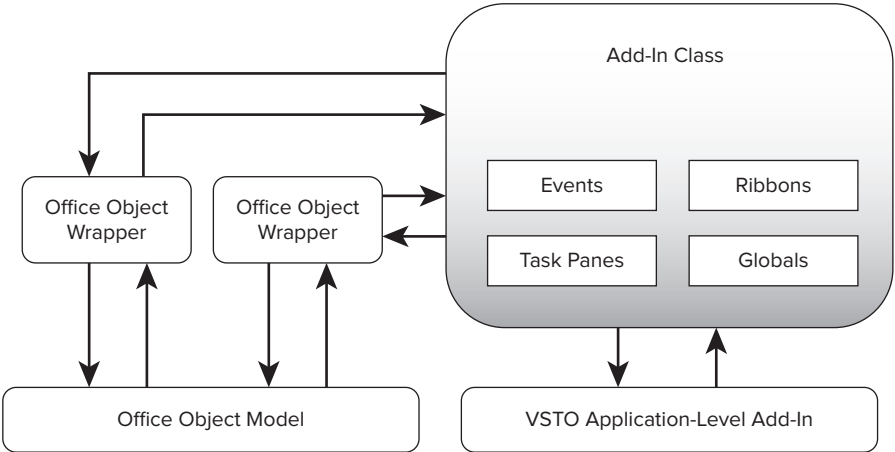 Add-In Class
Events
Ribbons
Office Object
Wrapper
Office Object
Wrapper
Task Panes
Globals
Office Object Model
VSTO Application-Level Add-In